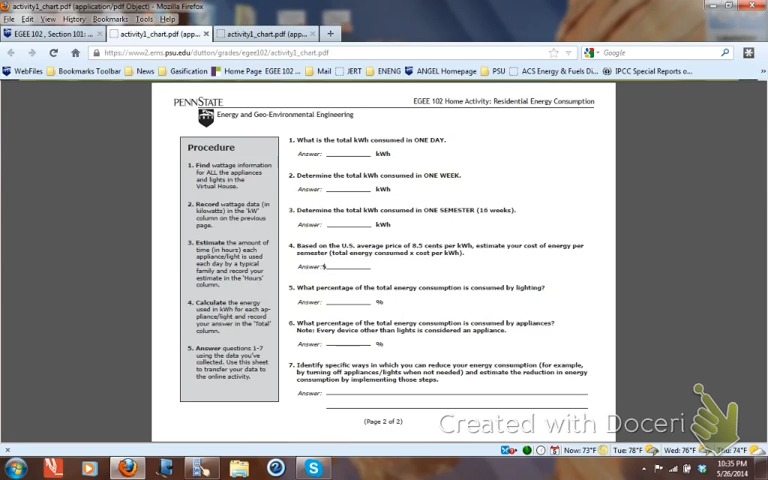 activity1_chart.pdf (application/pdf Object) - Mozilla Firefox
File Edit View History Bookmarks Tools Help
EGEE 102 , Section 101: ...
activity1_chart.pdf (app...
activity1_chart.pdf (app...
https://www2.ems.psu.edu/dutton/grades/egee102/activity1_chart.pdf
Google
WebFiles Bookmarks Toolbar News Gasification Home Page EGEE 102 ... Mail JERT ENENG ANGEL Homepage PSU ACS Energy & Fuels Di... IPCC Special Reports o...
PENNSTATE
EGEE 102 Home Activity: Residential Energy Consumption
Energy and Geo-Environmental Engineering
Procedure
1. Find wattage information
for ALL the appliances
and lights in the
Virtual House.
2. Record wattage data (in
kilowatts) in the "kW"
column on the previous
page.
3. Estimate the amount of
time (in hours) each
appliance/light is used
each day by a typical
family and record your
estimate in the "Hours"
column.
4. Calculate the energy
used in kWh for each ap-
pliance/light and record
your answer in the "Total"
column.
5. Answer questions 1-7
using the data you've
collected. Use this sheet
to transfer your data to
the online activity.
1. What is the total kWh consumed in ONE DAY.
Answer: __________ kWh
2. Determine the total kWh consumed in ONE WEEK.
Answer: __________ kWh
3. Determine the total kWh consumed in ONE SEMESTER (16 weeks).
Answer: __________ kWh
4. Based on the U.S. average price of 8.5 cents per kWh, estimate your cost of energy per
semester (total energy consumed x cost per kWh).
Answer:$__________
5. What percentage of the total energy consumption is consumed by lighting?
Answer: __________ %
6. What percentage of the total energy consumption is consumed by appliances?
Note: Every device other than lights is considered an appliance.
Answer: __________ %
7. Identify specific ways in which you can reduce your energy consumption (for example,
by turning off appliances/lights when not needed) and estimate the reduction in energy
consumption by implementing those steps.
Answer:
(Page 2 of 2)
Created with Doceri
Now: 73°F Tue: 78°F Wed: 76°F Thu: 74°F
10:35 PM
5/26/2014